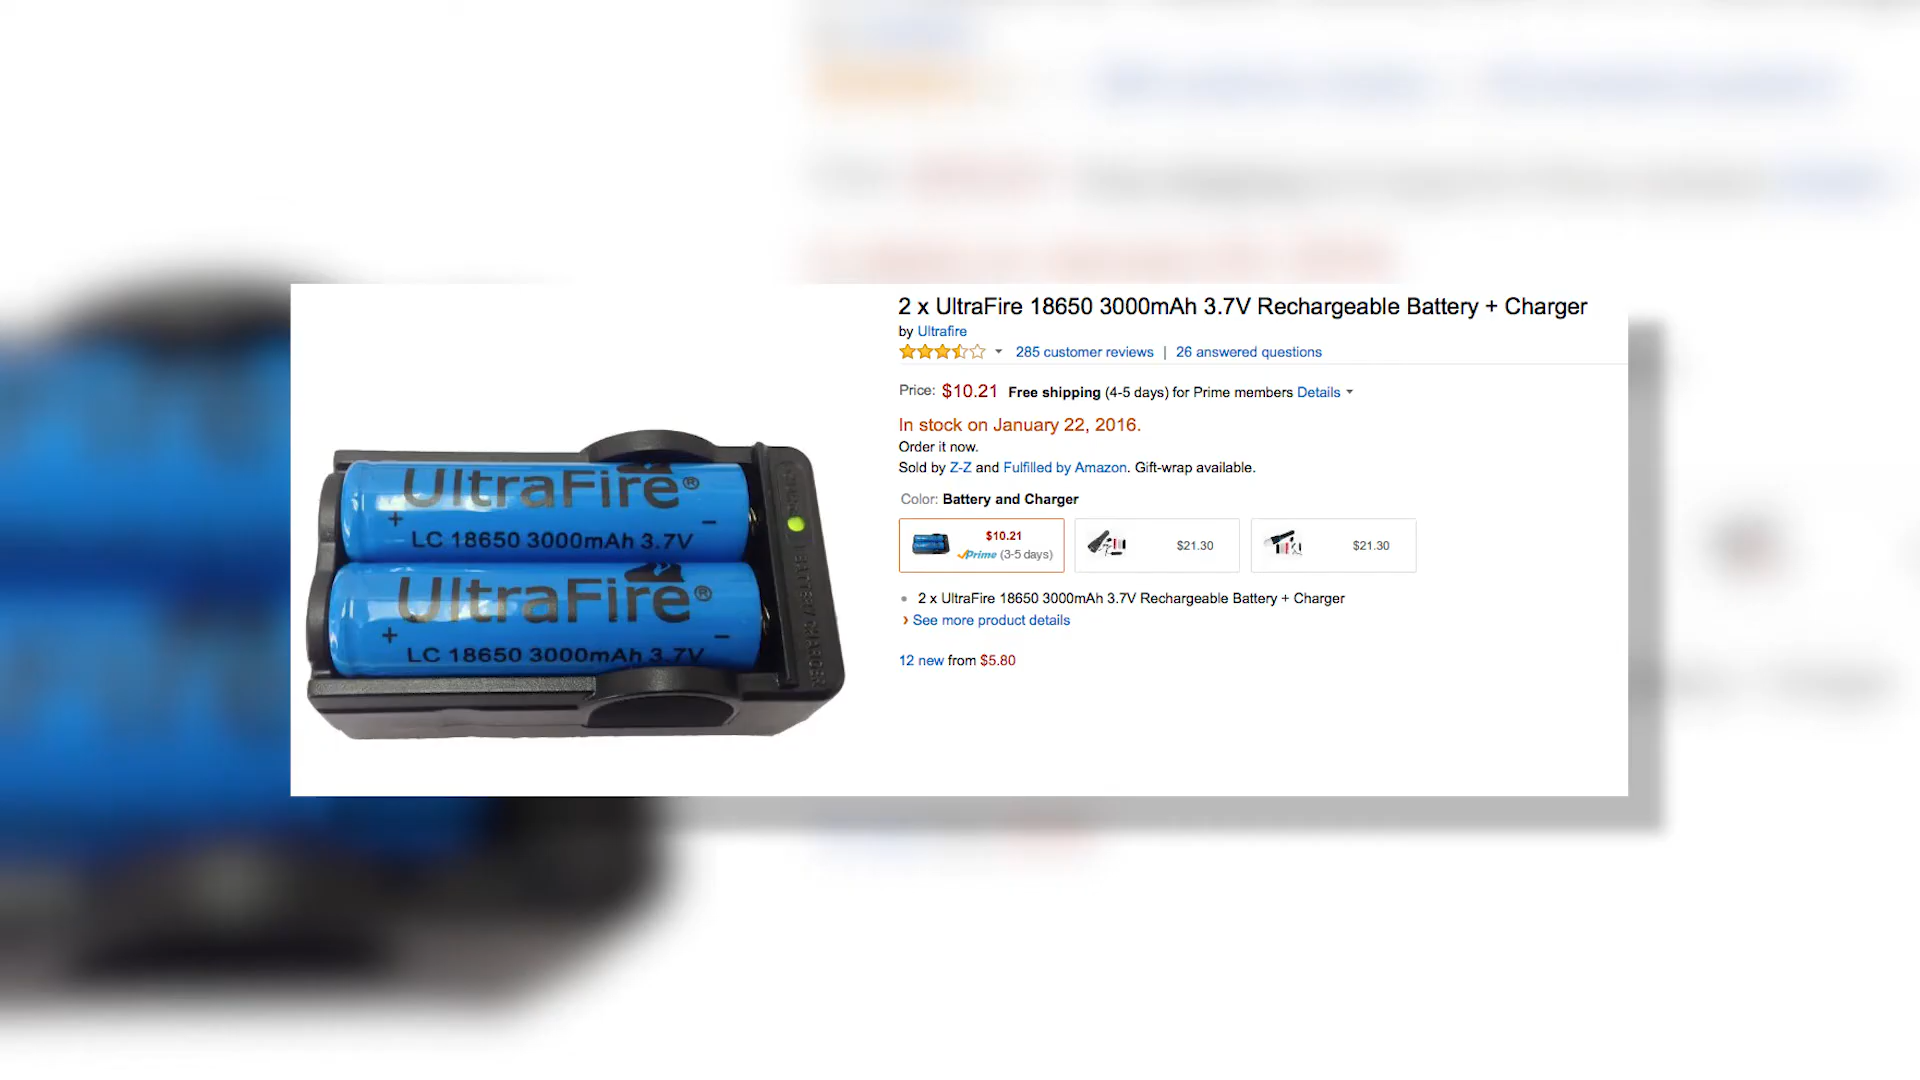 2 x UltraFire 18650 3000mAh 3.7V Rechargeable Battery + Charger
by Ultrafire
285 customer reviews | 26 answered questions
Price: $10.21 Free shipping (4-5 days) for Prime members Details
In stock on January 22, 2016.
Order it now.
Sold by Z-Z and Fulfilled by Amazon. Gift-wrap available.
Color: Battery and Charger
$10.21
Prime (3-5 days)
$21.30
$21.30
2 x UltraFire 18650 3000mAh 3.7V Rechargeable Battery + Charger
› See more product details
12 new from $5.80
UltraFire®
+ −
LC 18650 3000mAh 3.7V
UltraFire®
+ −
LC 18650 3000mAh 3.7V
BATTERY CHARGER